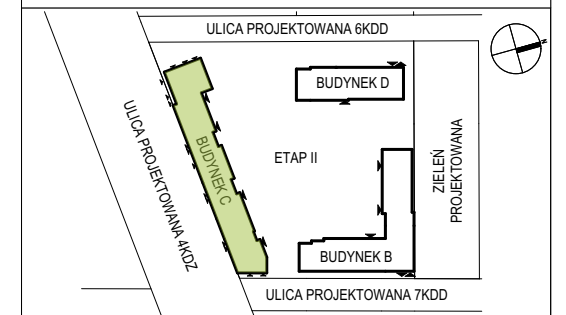 ULICA PROJEKTOWANA 6KDD
BUDYNEK D
ULICA PROJEKTOWANA 4KDZ
BUDYNEK C
ETAP II
ZIELEŃ
PROJEKTOWANA
BUDYNEK B
ULICA PROJEKTOWANA 7KDD